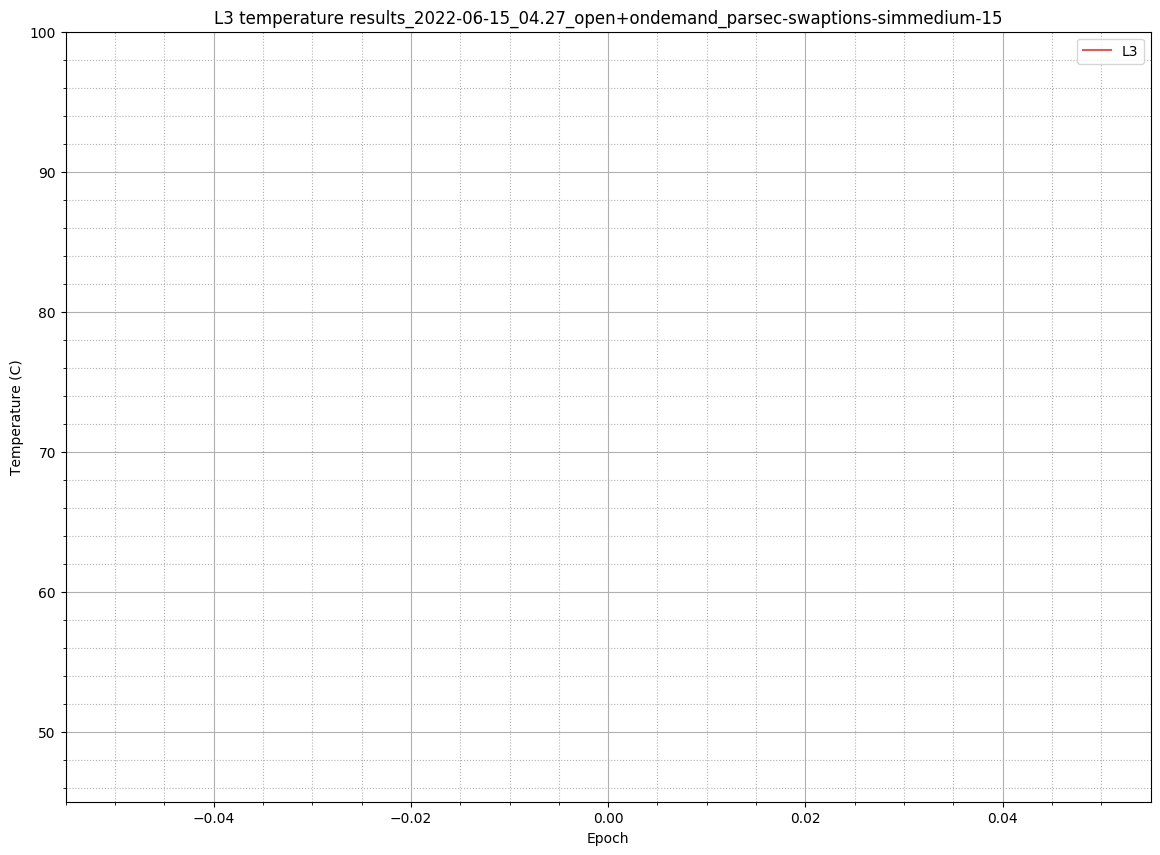 L3 temperature results_2022-06-15_04.27_open+ondemand_parsec-swaptions-simmedium-15
L3
100
90
80
70
60
50
Temperature (C)
−0.04 −0.02 0.00 0.02 0.04
Epoch